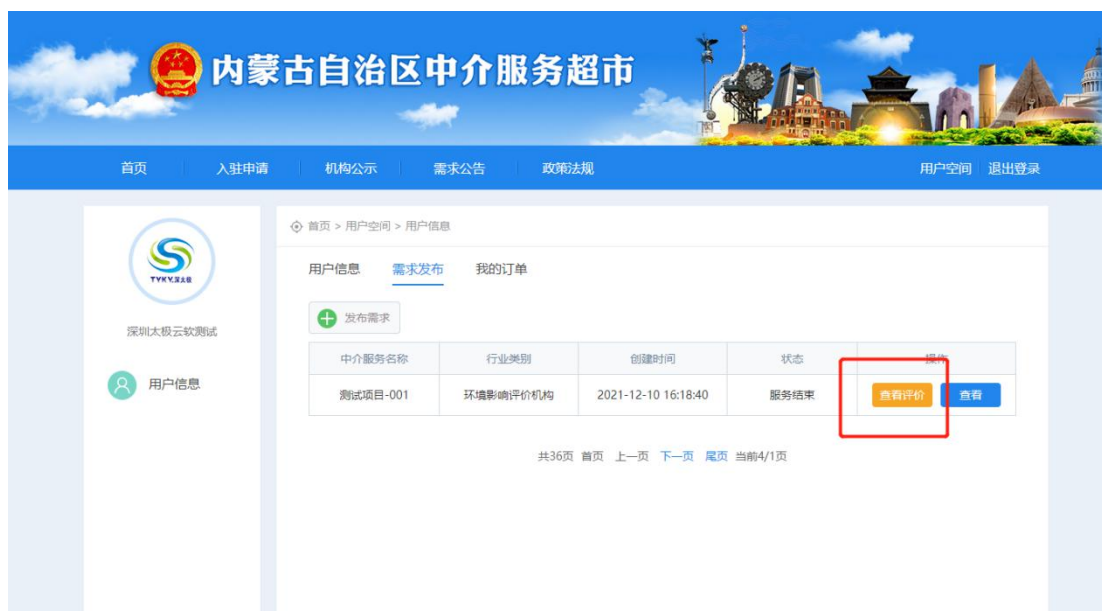 内蒙古自治区中介服务超市
首页 入驻申请 机构公示 需求公告 政策法规 用户空间 退出登录
TYKY.深太极
深圳太极云软测试
用户信息
首页 > 用户空间 > 用户信息
用户信息 需求发布 我的订单
发布需求
中介服务名称 行业类别 创建时间 状态 操作
测试项目-001 环境影响评价机构 2021-12-10 16:18:40 服务结束 查看评价 查看
共36页 首页 上一页 下一页 尾页 当前4/1页